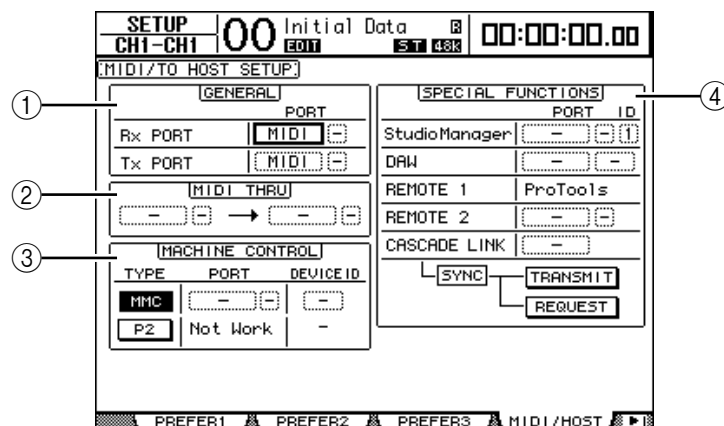 SETUP
CH1-CH1
00
Initial Data
EDIT
ST 48k
00:00:00.00
MIDI/TO HOST SETUP
① GENERAL
PORT
Rx PORT MIDI -
Tx PORT MIDI -
② MIDI THRU
- - → - -
③ MACHINE CONTROL
TYPE PORT DEVICE ID
MMC - - -
P2 Not Work -
④ SPECIAL FUNCTIONS
PORT ID
StudioManager - - 1
DAW - -
REMOTE 1 ProTools
REMOTE 2 - -
CASCADE LINK -
SYNC TRANSMIT
REQUEST
PREFER1 PREFER2 PREFER3 MIDI/HOST